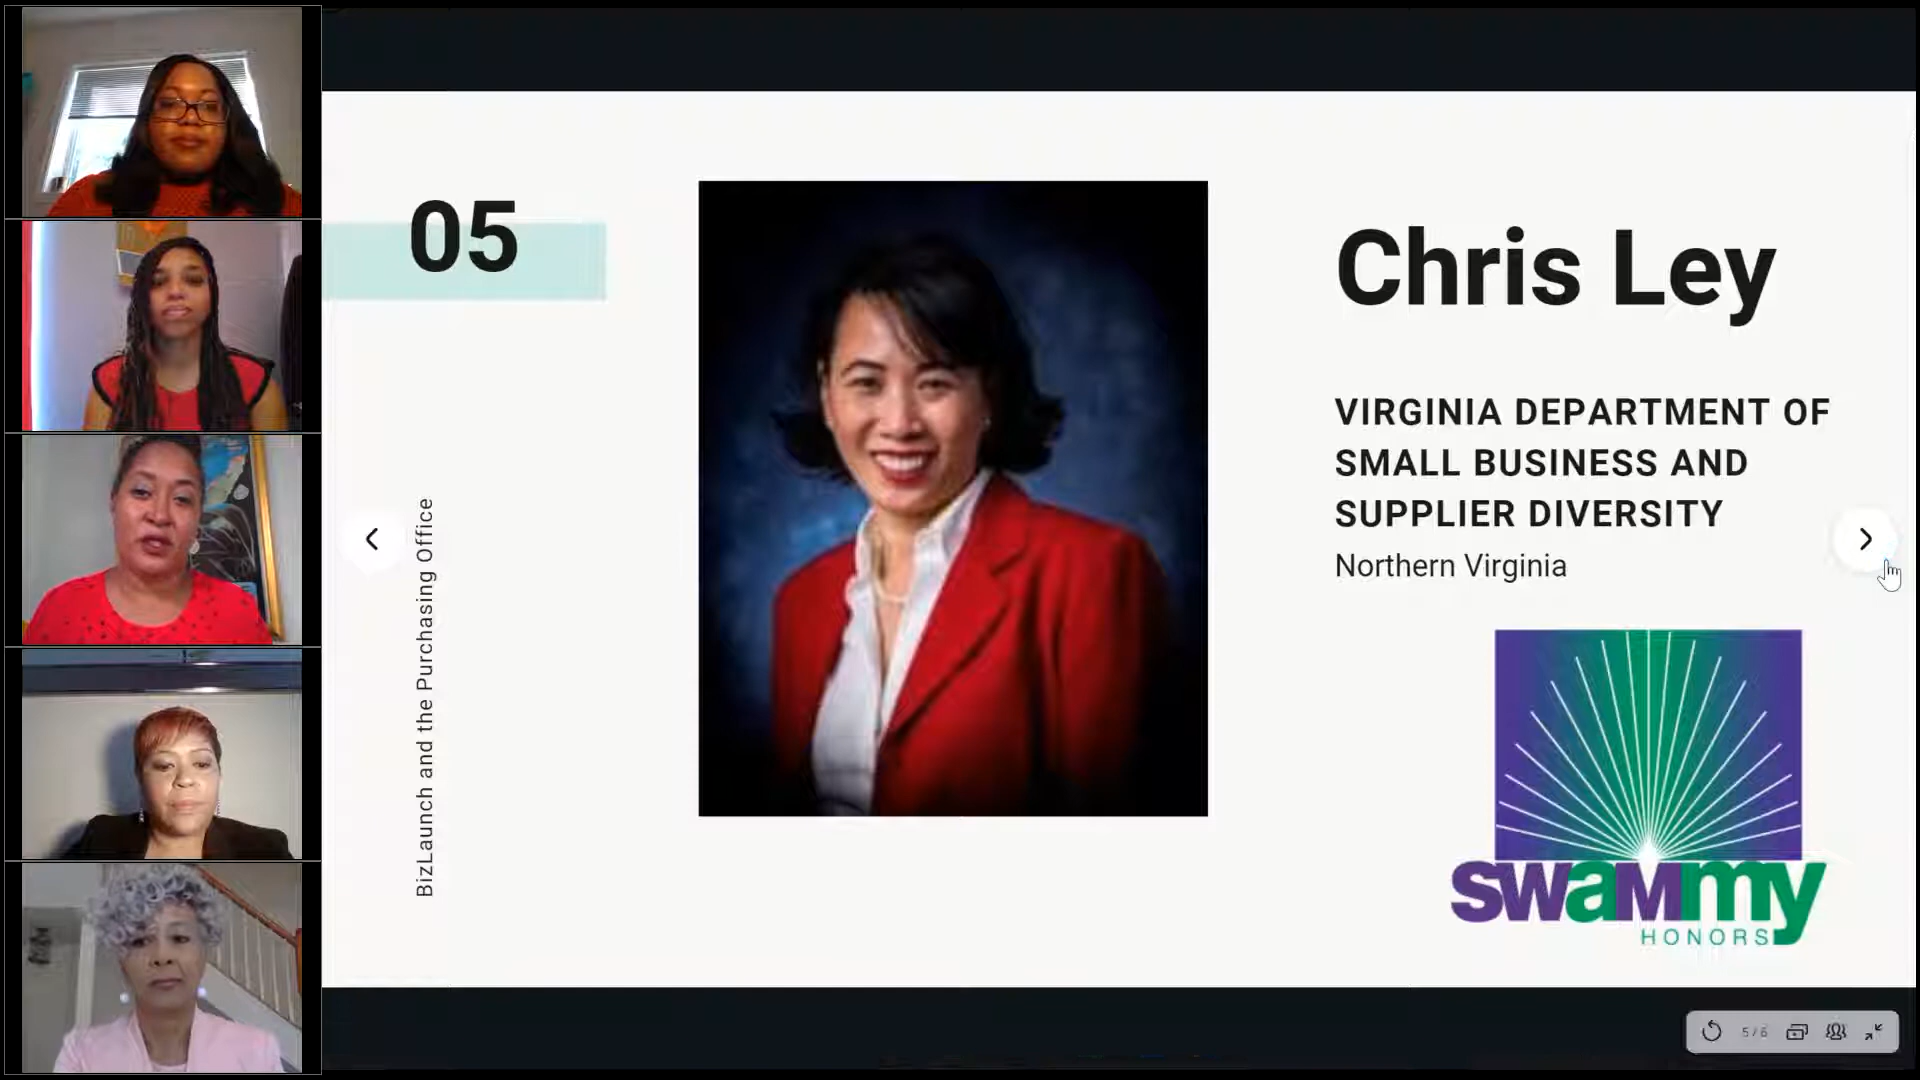 05
BizLaunch and the Purchasing Office
Chris Ley
VIRGINIA DEPARTMENT OF
SMALL BUSINESS AND
SUPPLIER DIVERSITY
Northern Virginia
swaMmy
HONORS
5/6